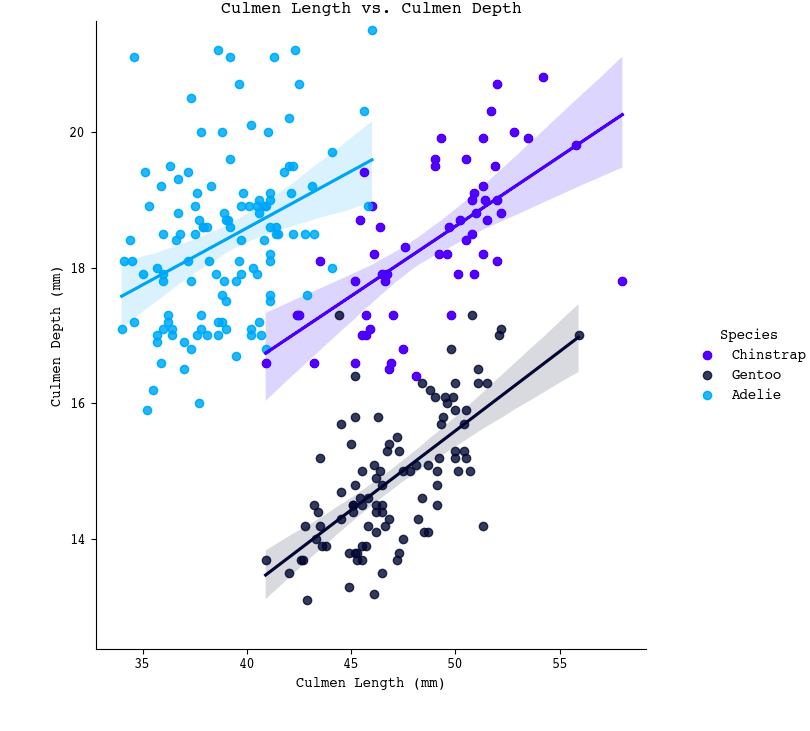 Culmen Length vs. Culmen Depth
Culmen Depth (mm)
20
18
16
14
35 40 45 50 55
Culmen Length (mm)
Species
Chinstrap
Gentoo
Adelie